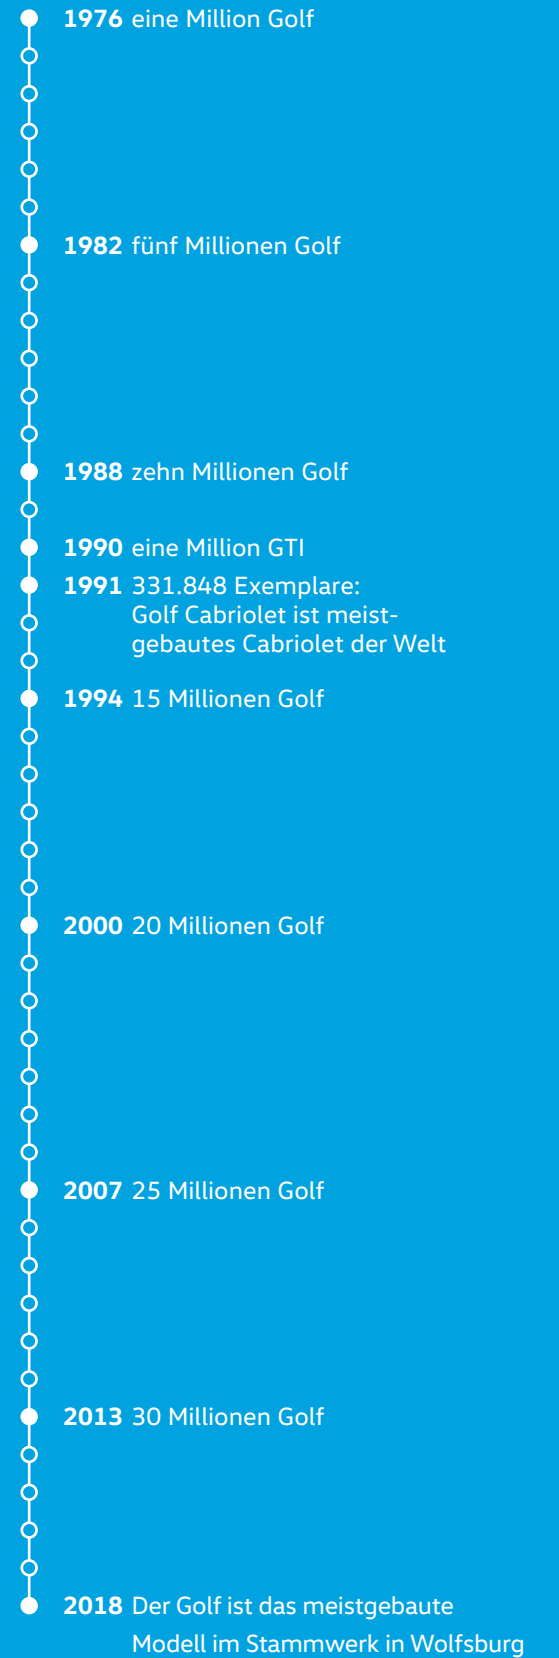 1976 eine Million Golf
1982 fünf Millionen Golf
1988 zehn Millionen Golf
1990 eine Million GTI
1991 331.848 Exemplare:
Golf Cabriolet ist meist-
gebautes Cabriolet der Welt
1994 15 Millionen Golf
2000 20 Millionen Golf
2007 25 Millionen Golf
2013 30 Millionen Golf
2018 Der Golf ist das meistgebaute
Modell im Stammwerk in Wolfsburg